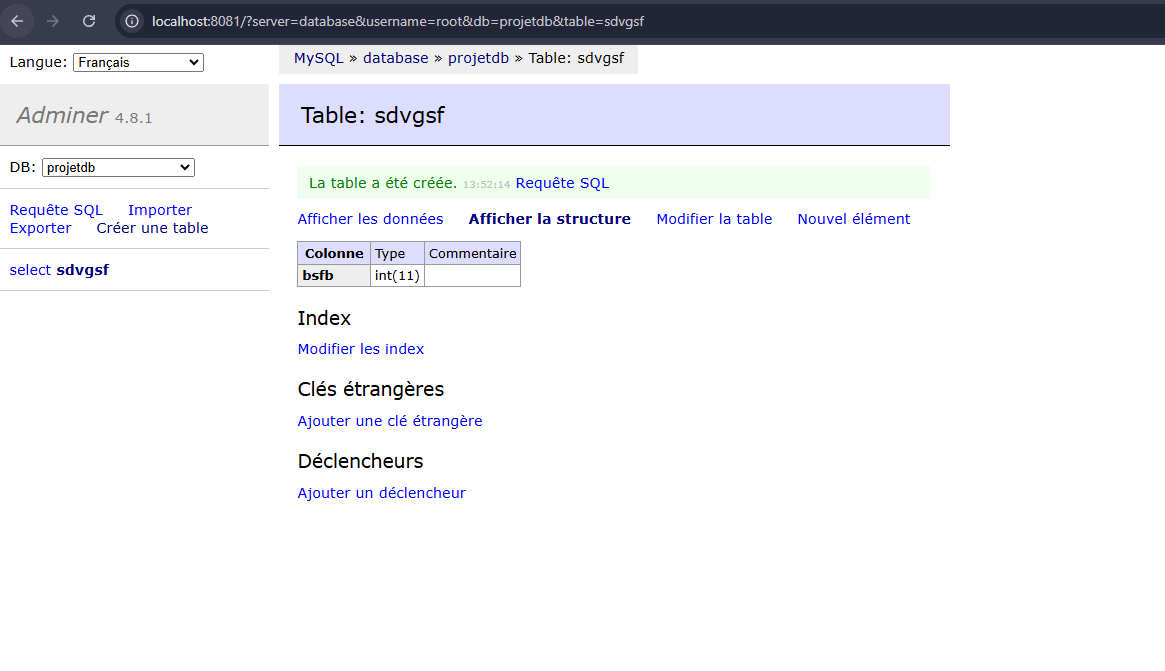 localhost:8081/?server=database&username=root&db=projetdb&table=sdvgsf
Langue: Français
MySQL » database » projetdb » Table: sdvgsf
Adminer 4.8.1
Table: sdvgsf
DB: projetdb
Requête SQL Importer
Exporter Créer une table
select sdvgsf
La table a été créée. 13:52:14 Requête SQL
Afficher les données Afficher la structure Modifier la table Nouvel élément
Colonne Type Commentaire
bsfb int(11)
Index
Modifier les index
Clés étrangères
Ajouter une clé étrangère
Déclencheurs
Ajouter un déclencheur